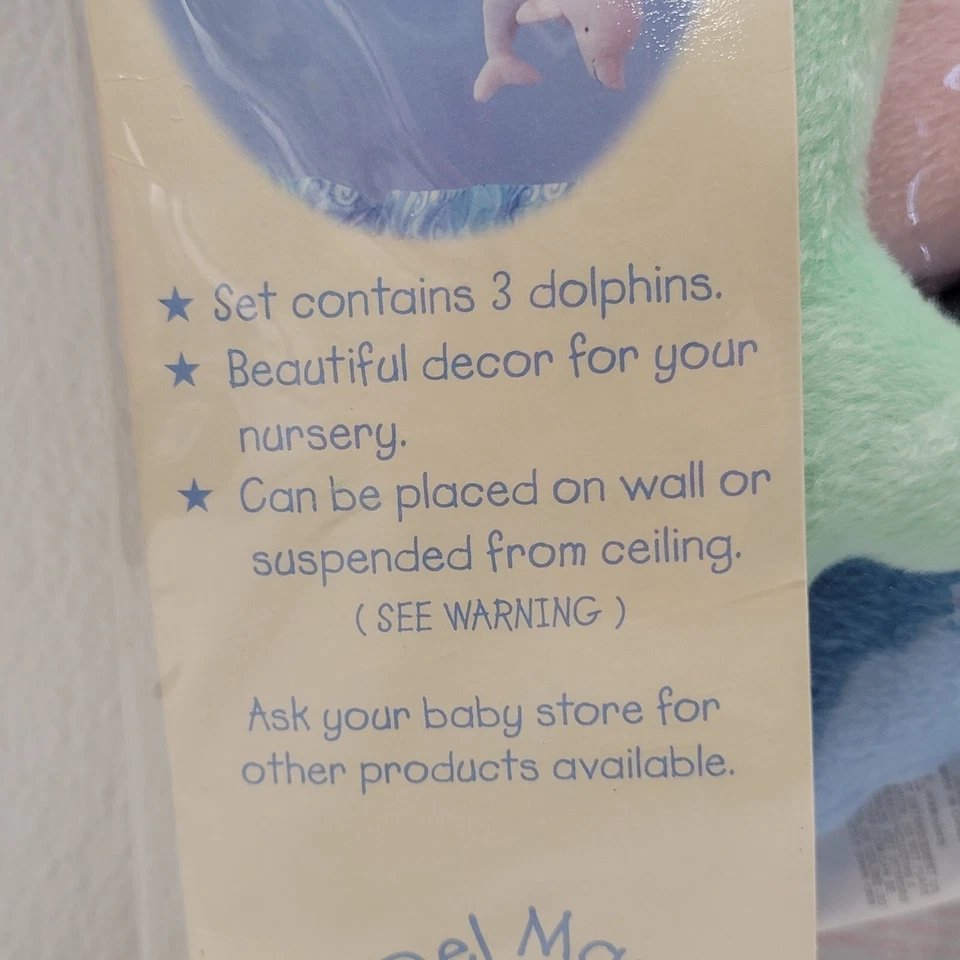 ★ Set contains 3 dolphins.
★ Beautiful decor for your
nursery.
★ Can be placed on wall or
suspended from ceiling.
( SEE WARNING )
Ask your baby store for
other products available.